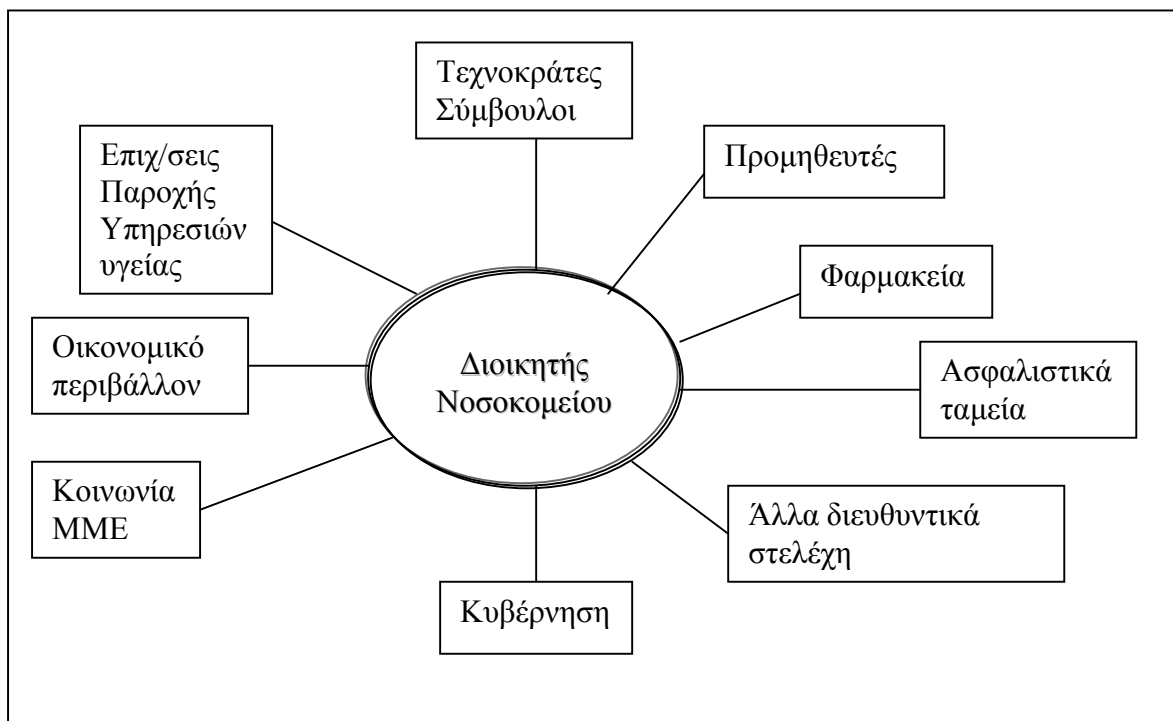 Τεχνοκράτες
Σύμβουλοι
Επιχ/σεις
Παροχής
Υπηρεσιών
υγείας
Προμηθευτές
Φαρμακεία
Οικονομικό
περιβάλλον
Διοικητής
Νοσοκομείου
Ασφαλιστικά
ταμεία
Κοινωνία
ΜΜΕ
Άλλα διευθυντικά
στελέχη
Κυβέρνηση